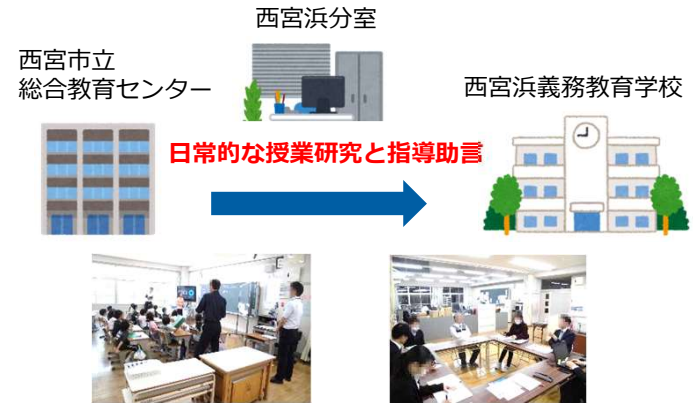 西宮浜分室
西宮市立
総合教育センター
西宮浜義務教育学校
日常的な授業研究と指導助言